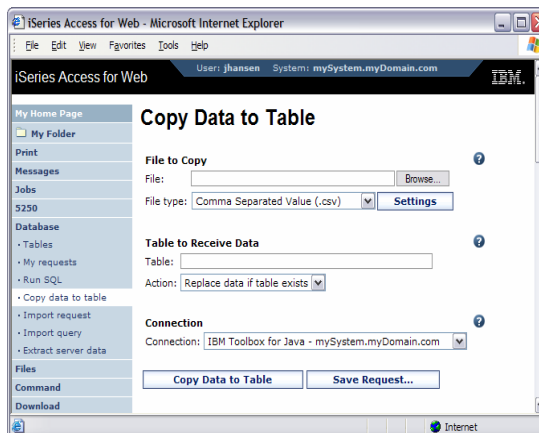 iSeries Access for Web - Microsoft Internet Explorer
File Edit View Favorites Tools Help
iSeries Access for Web
User: jhansen System: mySystem.myDomain.com
IBM.
My Home Page
My Folder
Print
Messages
Jobs
5250
Database
· Tables
· My requests
· Run SQL
· Copy data to table
· Import request
· Import query
· Extract server data
Files
Command
Download
Copy Data to Table
File to Copy ?
File: Browse...
File type: Comma Separated Value (.csv) Settings
Table to Receive Data ?
Table:
Action: Replace data if table exists
Connection ?
Connection: IBM Toolbox for Java - mySystem.myDomain.com
Copy Data to Table Save Request...
Internet